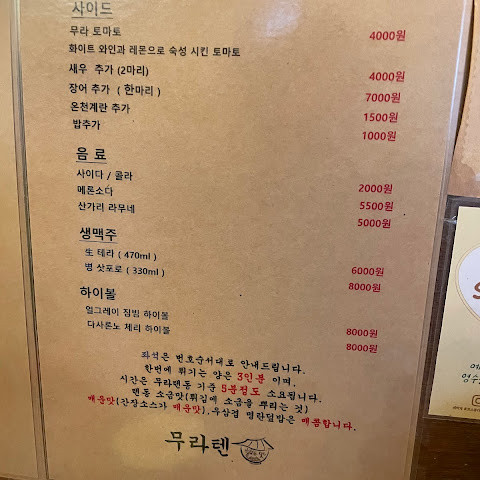 사이드
무라 토마토 4000원
화이트 와인과 레몬으로 숙성 시킨 토마토
새우 추가 (2마리) 4000원
장어 추가 ( 한마리 ) 7000원
온천계란 추가 1500원
밥추가 1000원
음 료
사이다 / 콜라 2000원
메론소다 5500원
산가리 라무네 5000원
생맥주
生 테라 ( 470ml ) 6000원
병 삿포로 ( 330ml ) 8000원
하이볼
얼그레이 짐빔 하이볼 8000원
다사론노 체리 하이볼 8000원
좌석은 번호순서대로 안내드립니다.
한번에 튀기는 양은 3인분 이며,
시간은 무라텐동 기준 5분정도 소요됩니다.
텐동 소금맛(튀김에 소금을 뿌리는 것)
매운맛(간장소스가 매운맛),우삼겹 명란덮밥은 매콤합니다.
무라텐